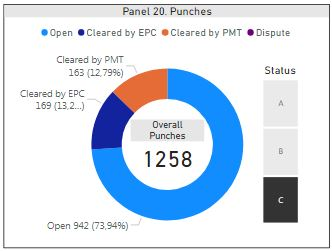 Panel 20. Punches
Open Cleared by EPC Cleared by PMT Dispute
Cleared by PMT
163 (12,79%)
Cleared by EPC
169 (13,2...)
Overall
Punches
1258
Open 942 (73,94%)
Status
A
B
C